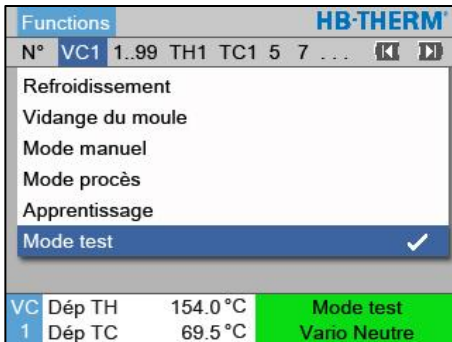 Functions HB-THERM®
N° VC1 1..99 TH1 TC1 5 7 ...
Refroidissement
Vidange du moule
Mode manuel
Mode procès
Apprentissage
Mode test
VC Dép TH 154.0 °C Mode test
1 Dép TC 69.5 °C Vario Neutre